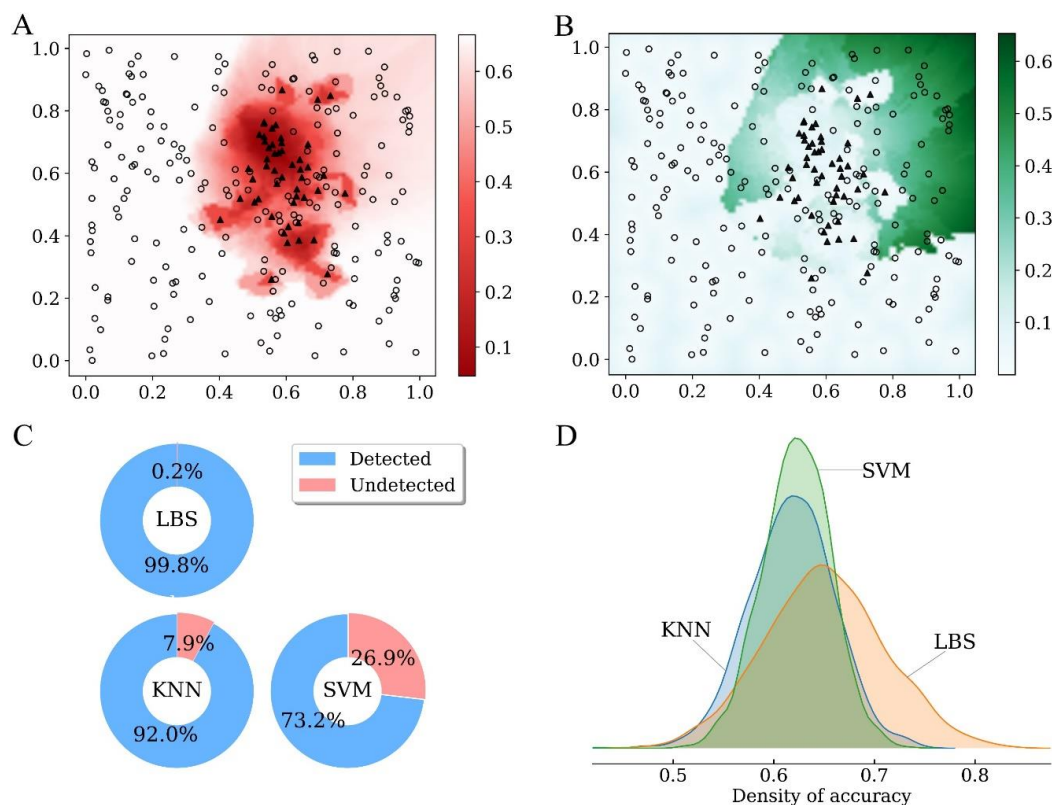 A
1.0
0.8
0.6
0.4
0.2
0.0
0.0 0.2 0.4 0.6 0.8 1.0
0.6
0.5
0.4
0.3
0.2
0.1
B
1.0
0.8
0.6
0.4
0.2
0.0
0.0 0.2 0.4 0.6 0.8 1.0
0.6
0.5
0.4
0.3
0.2
0.1
C
Detected
Undetected
0.2%
LBS
99.8%
7.9%
KNN
92.0%
26.9%
SVM
73.2%
D
SVM
KNN
LBS
0.5 0.6 0.7 0.8
Density of accuracy